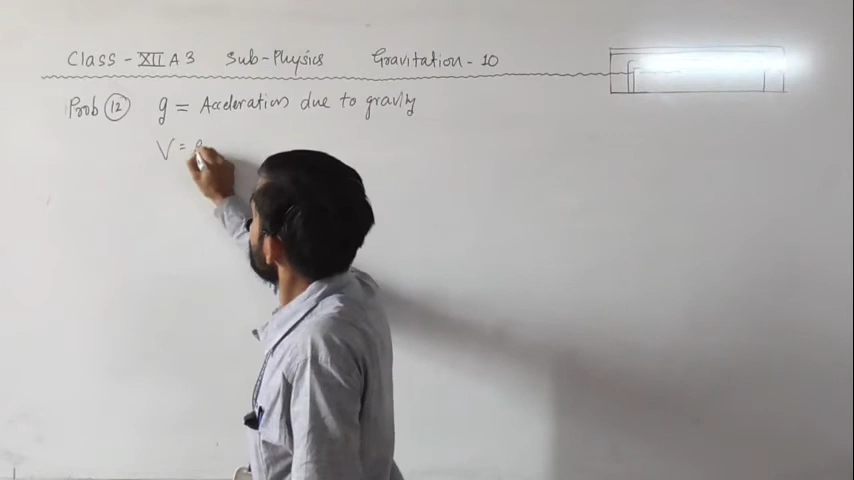 Class - XII A 3 Sub-Physics Gravitation - 10
Prob 12 g = Acceleration due to gravity
V =